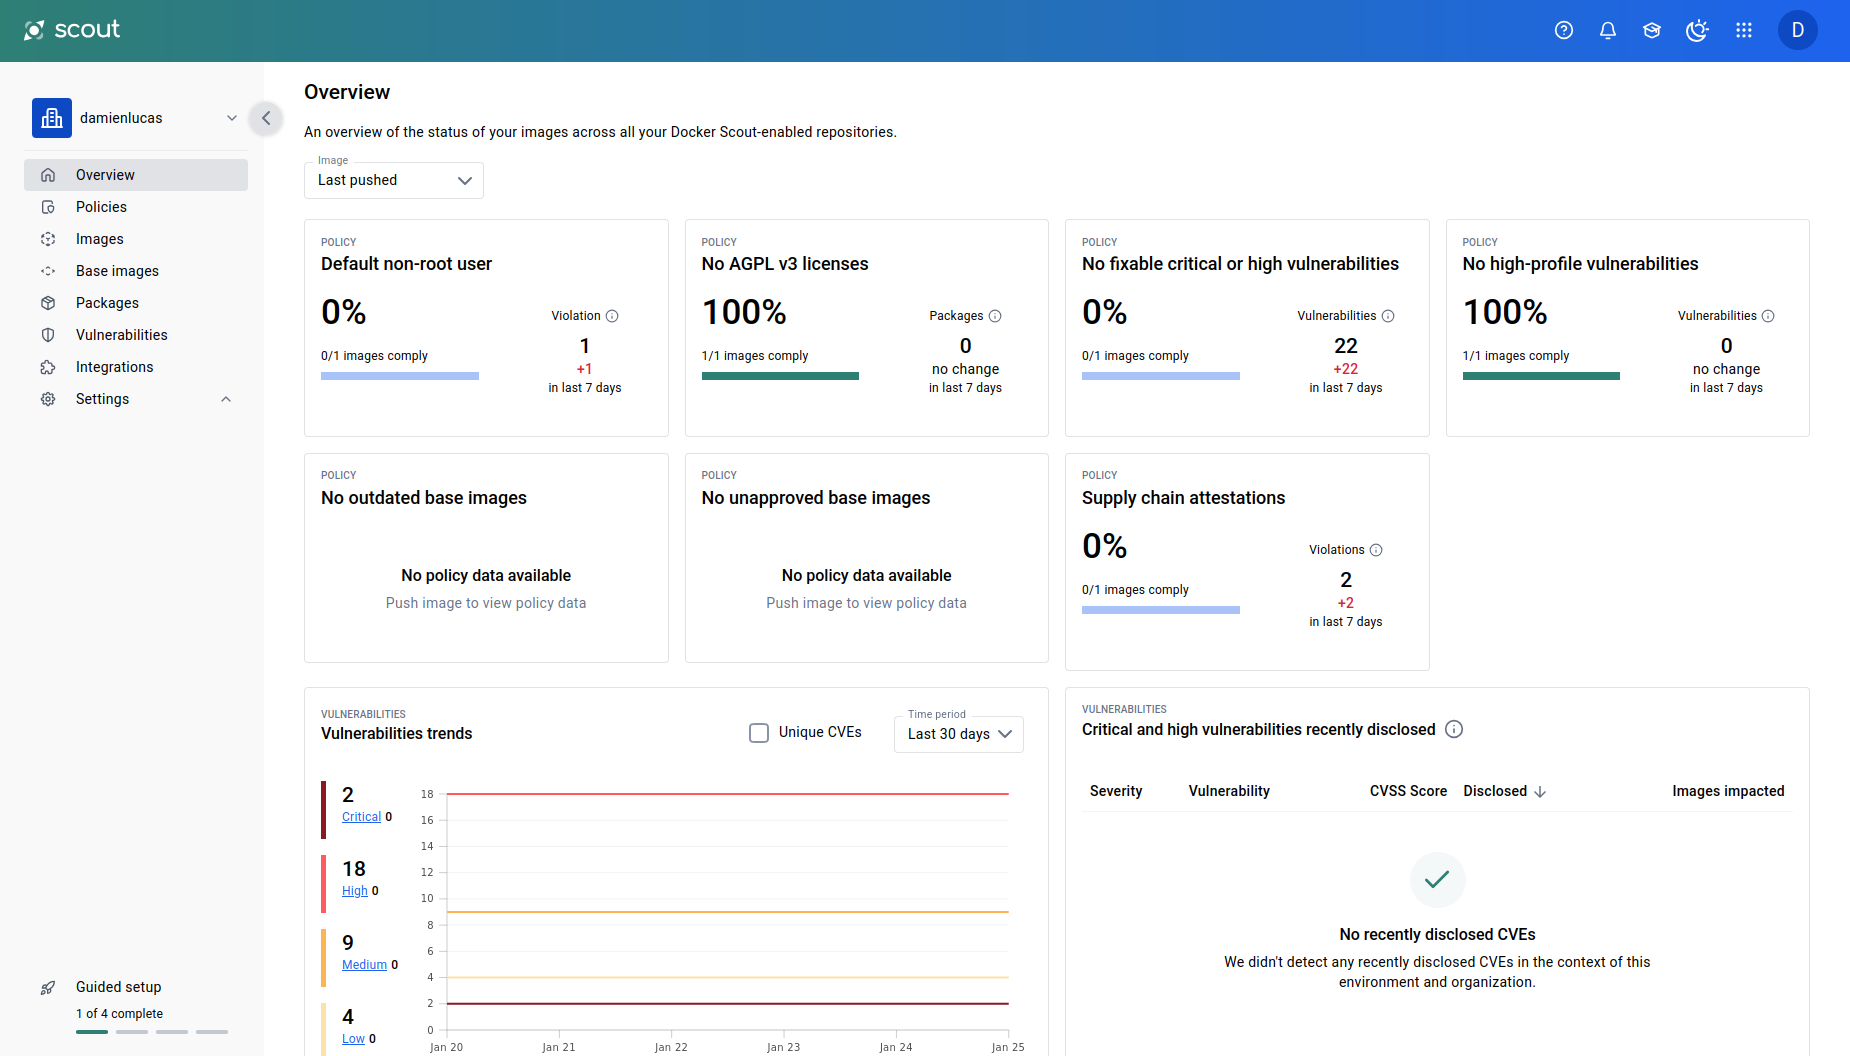 scout
D
damienlucas
Overview
Policies
Images
Base images
Packages
Vulnerabilities
Integrations
Settings
Guided setup
1 of 4 complete
Overview
An overview of the status of your images across all your Docker Scout-enabled repositories.
Image
Last pushed
POLICY
Default non-root user
0%
0/1 images comply
Violation
1
+1
in last 7 days
POLICY
No AGPL v3 licenses
100%
1/1 images comply
Packages
0
no change
in last 7 days
POLICY
No fixable critical or high vulnerabilities
0%
0/1 images comply
Vulnerabilities
22
+22
in last 7 days
POLICY
No high-profile vulnerabilities
100%
1/1 images comply
Vulnerabilities
0
no change
in last 7 days
POLICY
No outdated base images
No policy data available
Push image to view policy data
POLICY
No unapproved base images
No policy data available
Push image to view policy data
POLICY
Supply chain attestations
0%
0/1 images comply
Violations
2
+2
in last 7 days
VULNERABILITIES
Vulnerabilities trends
Unique CVEs
Time period
Last 30 days
2
Critical 0
18
High 0
9
Medium 0
4
Low 0
18
16
14
12
10
8
6
4
2
0
Jan 20 Jan 21 Jan 22 Jan 23 Jan 24 Jan 25
VULNERABILITIES
Critical and high vulnerabilities recently disclosed
Severity Vulnerability CVSS Score Disclosed Images impacted
No recently disclosed CVEs
We didn't detect any recently disclosed CVEs in the context of this
environment and organization.